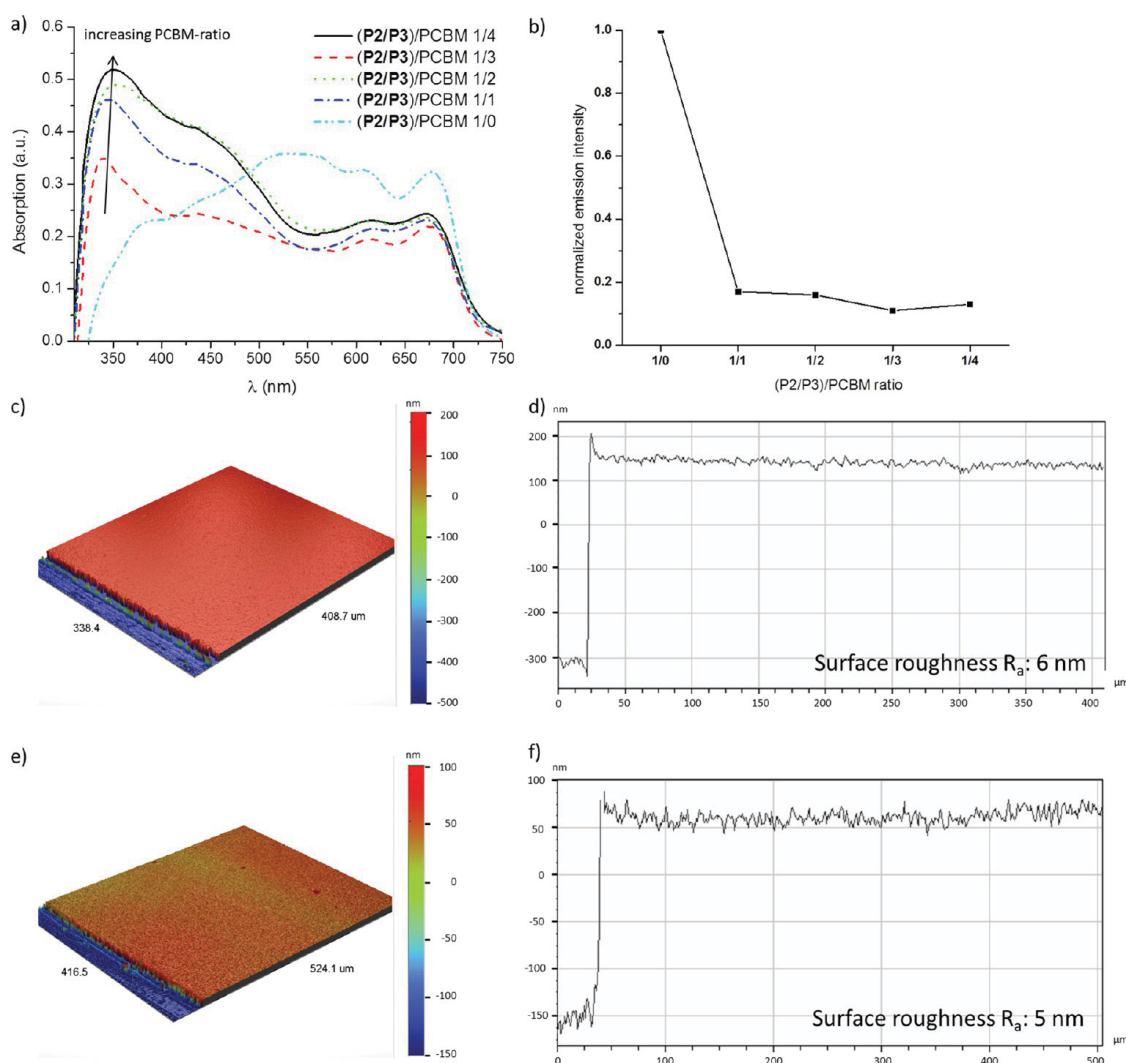 a)
increasing PCBM-ratio
(P2/P3)/PCBM 1/4
(P2/P3)/PCBM 1/3
(P2/P3)/PCBM 1/2
(P2/P3)/PCBM 1/1
(P2/P3)/PCBM 1/0
0.6
0.5
0.4
0.3
0.2
0.1
0.0
Absorption (a.u.)
350 400 450 500 550 600 650 700 750
λ (nm)
b)
1.0
0.8
0.6
0.4
0.2
0.0
normalized emission intensity
1/0 1/1 1/2 1/3 1/4
(P2/P3)/PCBM ratio
c)
nm
200
100
0
-100
-200
-300
-400
-500
338.4
408.7 um
d)
nm
200
100
0
-100
-200
-300
Surface roughness Ra: 6 nm
0 50 100 150 200 250 300 350 400
µm
e)
nm
100
50
0
-50
-100
-150
416.5
524.1 um
f)
nm
100
50
0
-50
-100
-150
Surface roughness Ra: 5 nm
0 100 200 300 400 500
µm